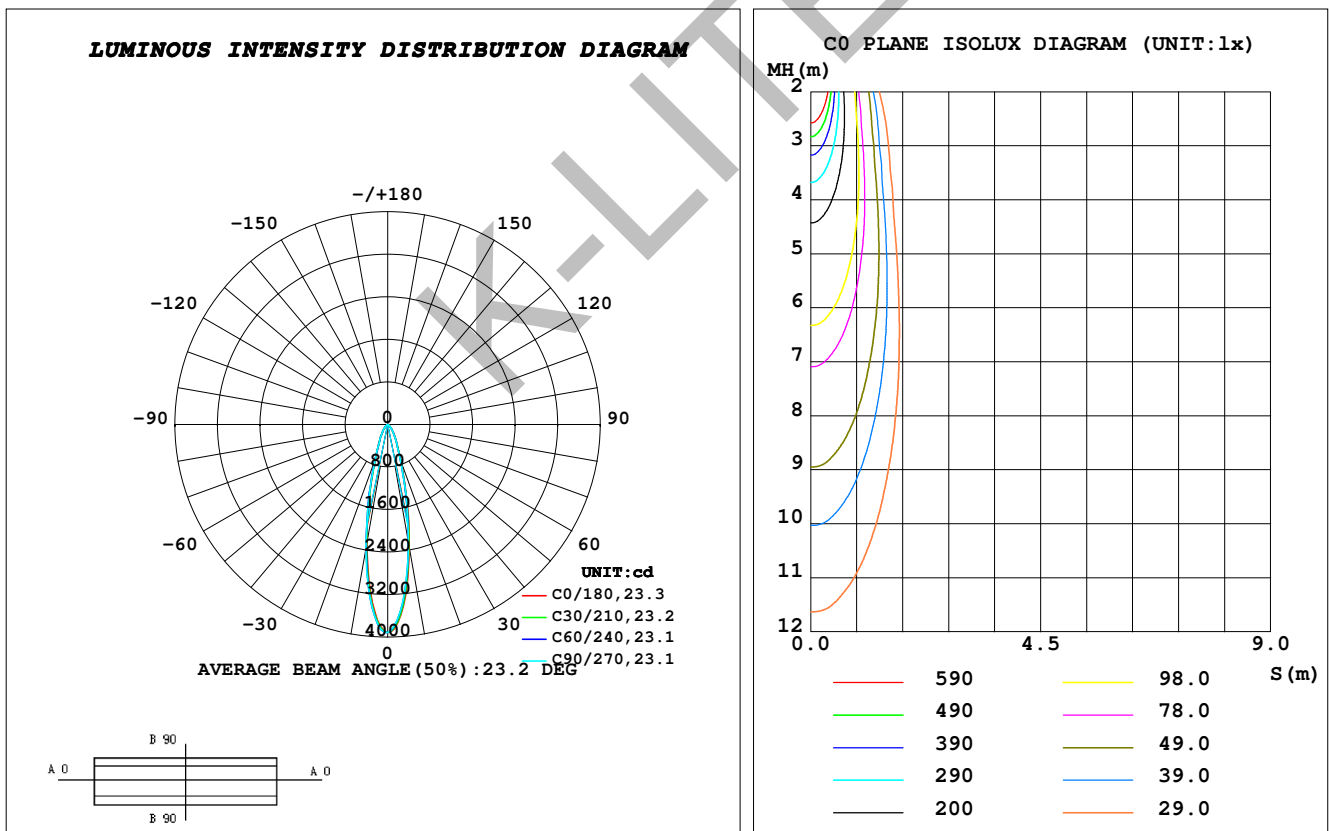 LUMINOUS INTENSITY DISTRIBUTION DIAGRAM
-/+180
-150
150
-120
120
-90
90
-60
60
-30
30
0
0
800
1600
2400
3200
4000
UNIT:cd
C0/180,23.3
C30/210,23.2
C60/240,23.1
C90/270,23.1
AVERAGE BEAM ANGLE(50%):23.2 DEG
B 90
A 0
A 0
B 90
K-LITE
C0 PLANE ISOLUX DIAGRAM (UNIT:lx)
MH(m)
2
3
4
5
6
7
8
9
10
11
12
0.0
4.5
9.0
S(m)
590
490
390
290
200
98.0
78.0
49.0
39.0
29.0